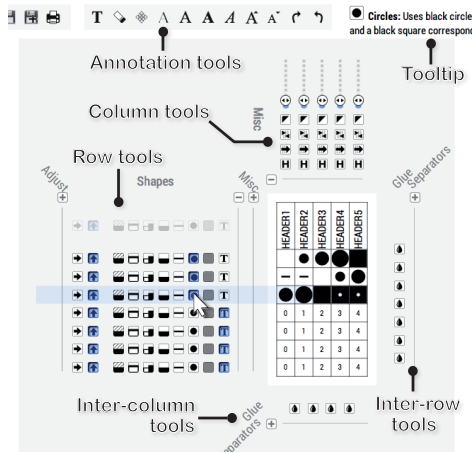 T A A A A A A
Circles: Uses black circle
and a black square correspond
Annotation tools
Tooltip
Column tools
Misc
Row tools
Adjust
Shapes
Misc
Glue
Separators
H H H H H
HEADER1 HEADER2 HEADER3 HEADER4 HEADER5
T
T
T
T
0 1 2 3 4
T
0 1 2 3 4
T
0 1 2 3 4
T
0 1 2 3 4
T
Inter-column
tools
Glue
Separators
Inter-row
tools